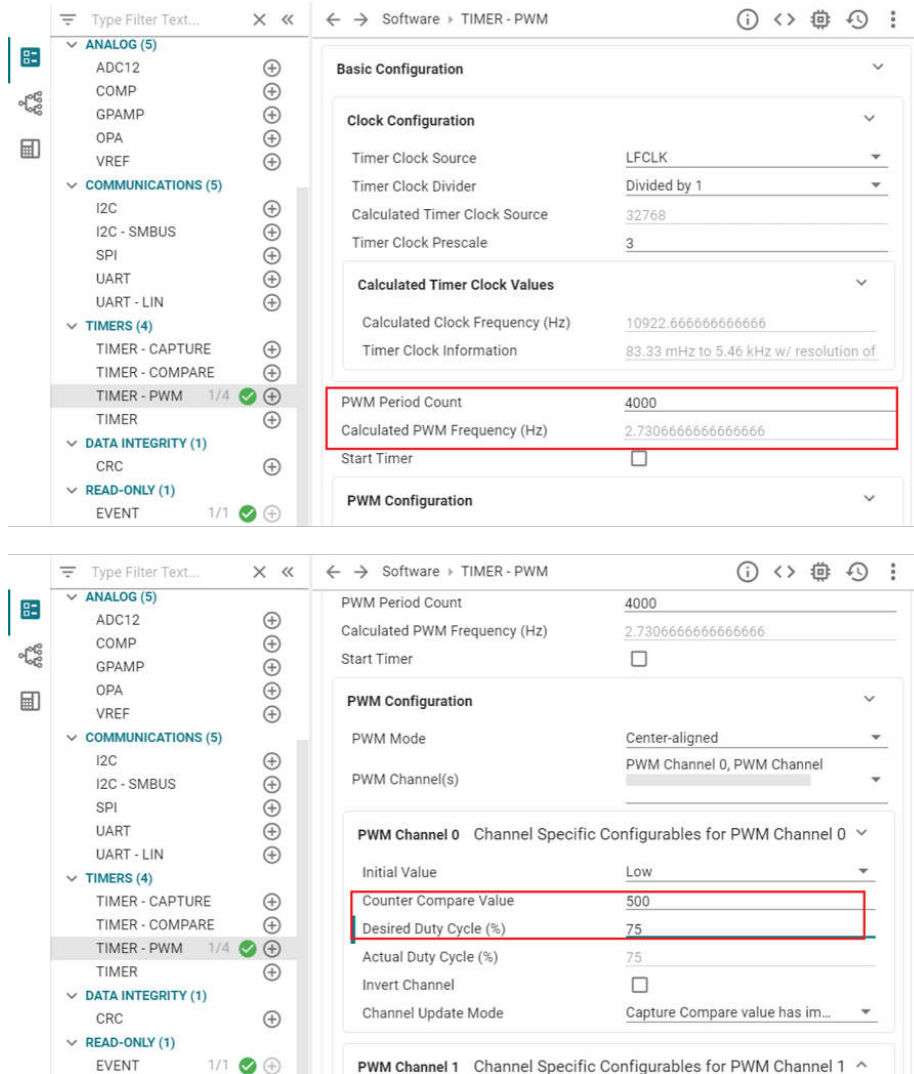 Type Filter Text...
ANALOG (5)
ADC12
COMP
GPAMP
OPA
VREF
COMMUNICATIONS (5)
I2C
I2C - SMBUS
SPI
UART
UART - LIN
TIMERS (4)
TIMER - CAPTURE
TIMER - COMPARE
TIMER - PWM 1/4
TIMER
DATA INTEGRITY (1)
CRC
READ-ONLY (1)
EVENT 1/1
Software TIMER - PWM
Basic Configuration
Clock Configuration
Timer Clock Source LFCLK
Timer Clock Divider Divided by 1
Calculated Timer Clock Source 32768
Timer Clock Prescale 3
Calculated Timer Clock Values
Calculated Clock Frequency (Hz) 10922.666666666666
Timer Clock Information 83.33 mHz to 5.46 kHz w/ resolution of
PWM Period Count 4000
Calculated PWM Frequency (Hz) 2.7306666666666666
Start Timer
PWM Configuration
Type Filter Text...
ANALOG (5)
ADC12
COMP
GPAMP
OPA
VREF
COMMUNICATIONS (5)
I2C
I2C - SMBUS
SPI
UART
UART - LIN
TIMERS (4)
TIMER - CAPTURE
TIMER - COMPARE
TIMER - PWM 1/4
TIMER
DATA INTEGRITY (1)
CRC
READ-ONLY (1)
EVENT 1/1
Software TIMER - PWM
PWM Period Count 4000
Calculated PWM Frequency (Hz) 2.7306666666666666
Start Timer
PWM Configuration
PWM Mode Center-aligned
PWM Channel(s) PWM Channel 0, PWM Channel
PWM Channel 0 Channel Specific Configurables for PWM Channel 0
Initial Value Low
Counter Compare Value 500
Desired Duty Cycle (%) 75
Actual Duty Cycle (%) 75
Invert Channel
Channel Update Mode Capture Compare value has im...
PWM Channel 1 Channel Specific Configurables for PWM Channel 1